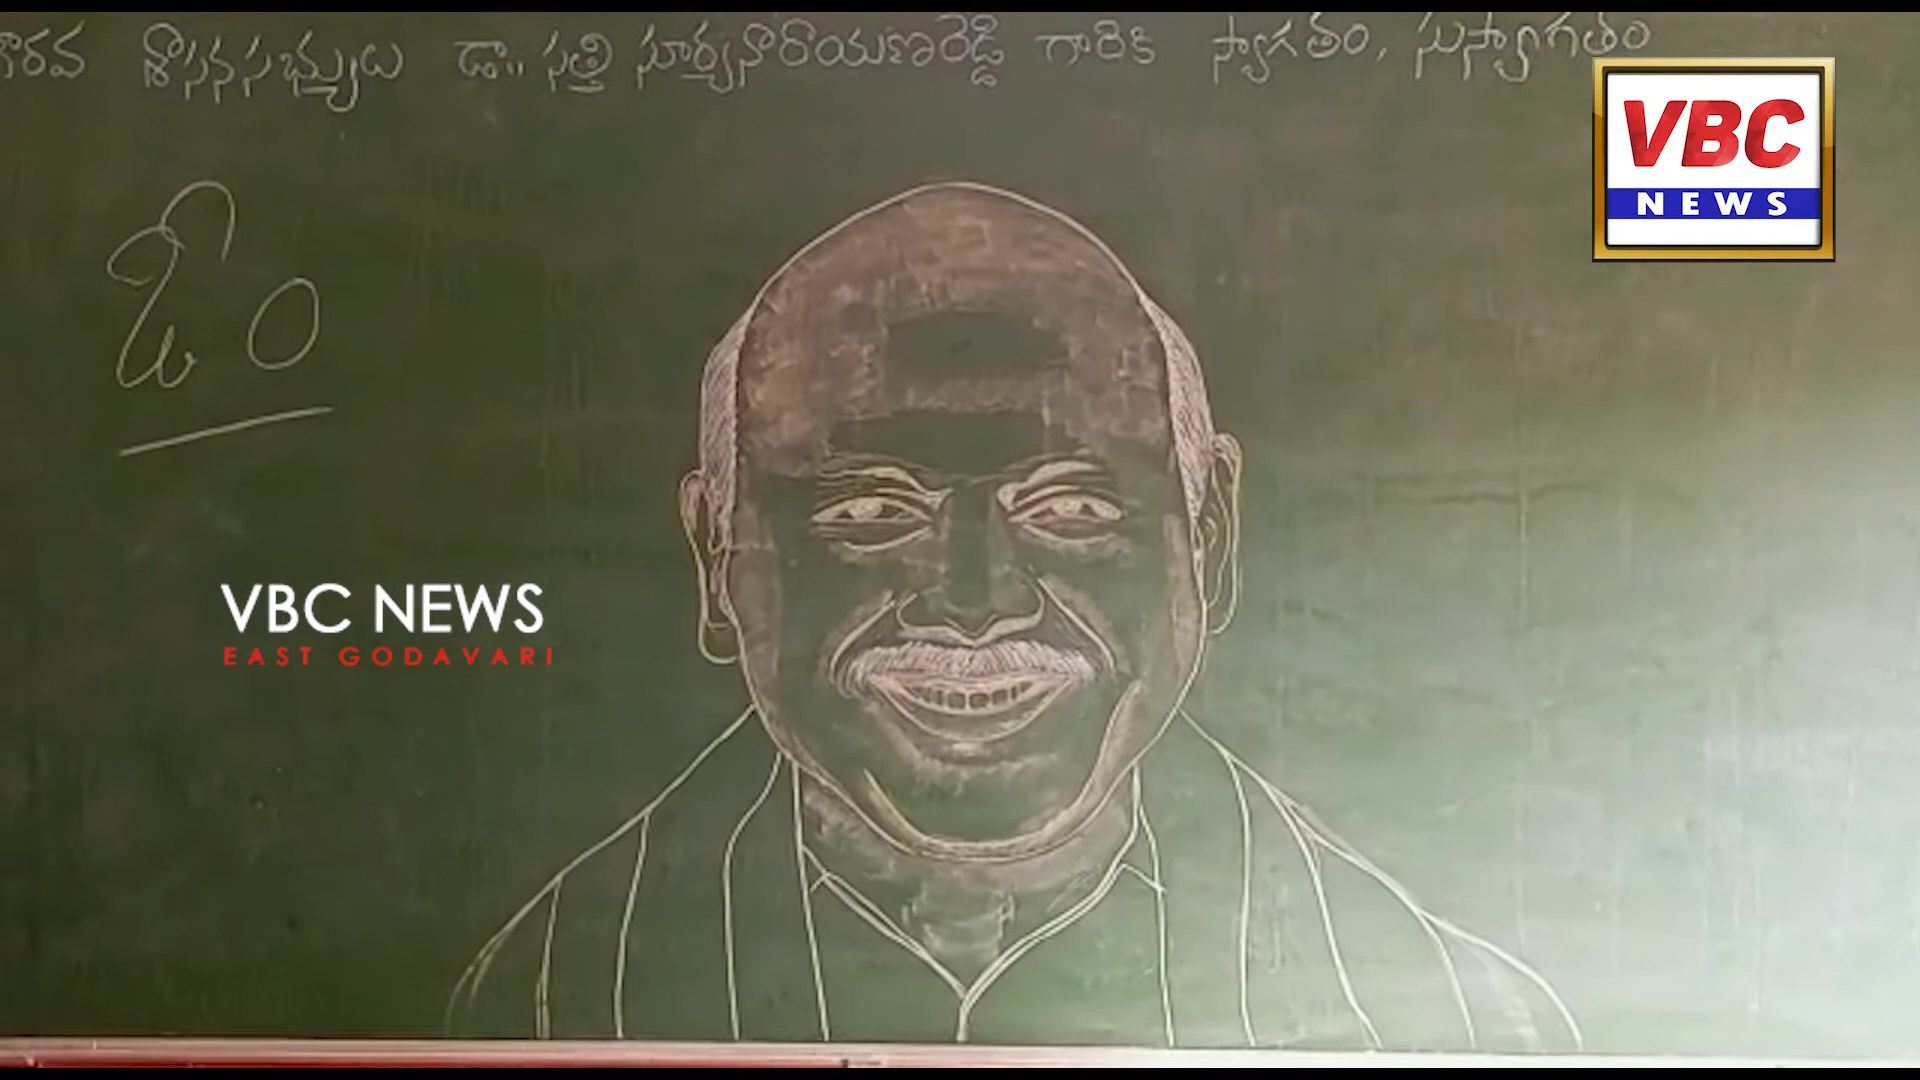 గౌరవ శాసనసభ్యులు డా.. సత్తి సూర్యనారాయణరెడ్డి గారికి స్వాగతం, సుస్వాగతం
VBC
NEWS
ఓం
VBC NEWS
EAST GODAVARI